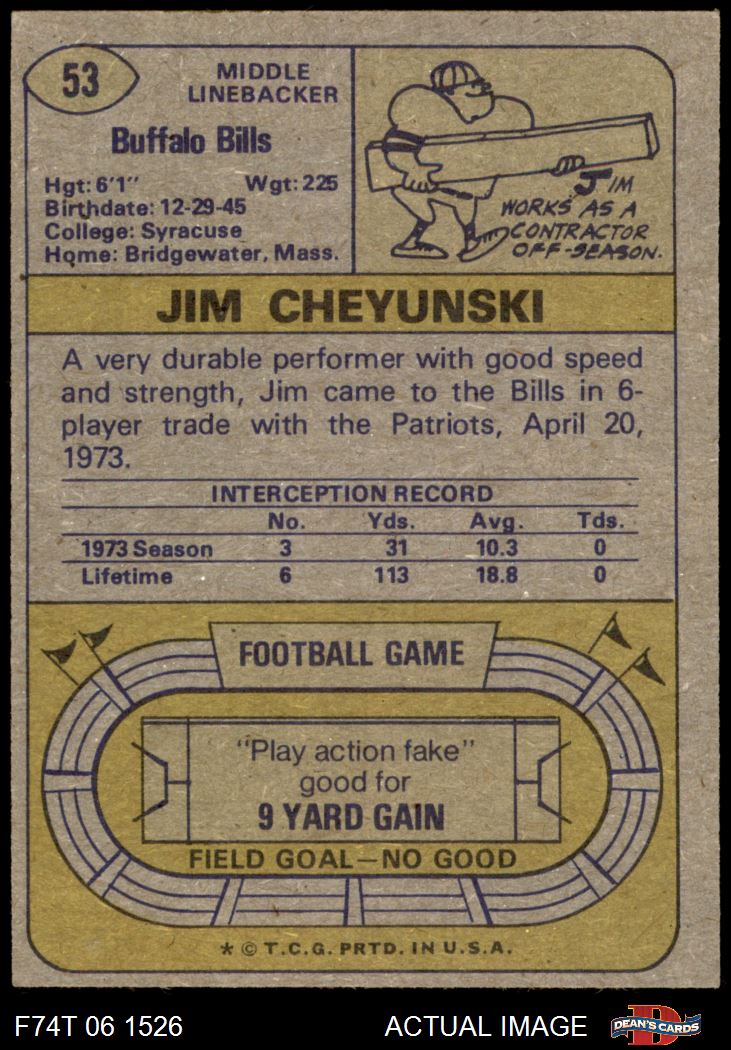 53
MIDDLE
LINEBACKER
Buffalo Bills
Hgt: 6'1" Wgt: 225
Birthdate: 12-29-45
College: Syracuse
Home: Bridgewater, Mass.
JIM
WORKS AS A
CONTRACTOR
OFF-SEASON.
JIM CHEYUNSKI
A very durable performer with good speed
and strength, Jim came to the Bills in 6-
player trade with the Patriots, April 20,
1973.
INTERCEPTION RECORD
No. Yds. Avg. Tds.
1973 Season 3 31 10.3 0
Lifetime 6 113 18.8 0
FOOTBALL GAME
"Play action fake"
good for
9 YARD GAIN
FIELD GOAL—NO GOOD
* © T.C.G. PRTD. IN U.S.A.
F74T 06 1526 ACTUAL IMAGE
D
DEAN'S CARDS